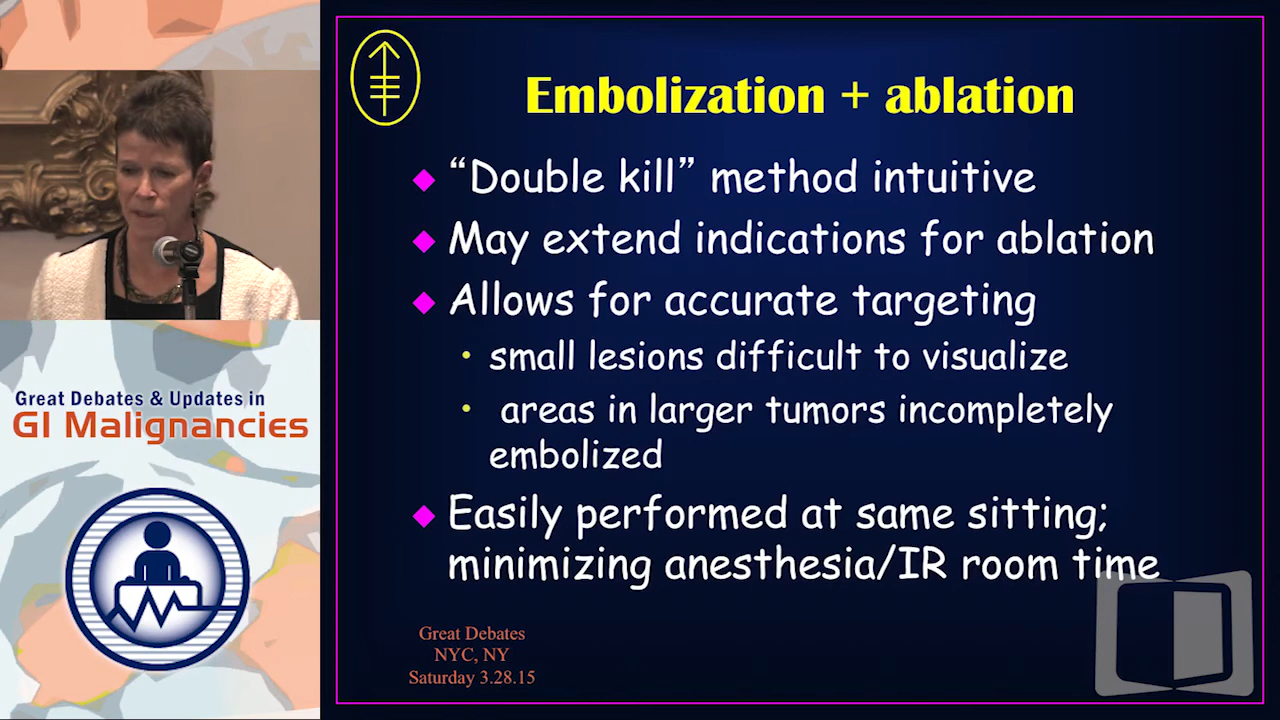 Embolization + ablation
“Double kill” method intuitive
May extend indications for ablation
Allows for accurate targeting
small lesions difficult to visualize
areas in larger tumors incompletely
embolized
Easily performed at same sitting;
minimizing anesthesia/IR room time
Great Debates
NYC, NY
Saturday 3.28.15
Great Debates & Updates in
GI Malignancies